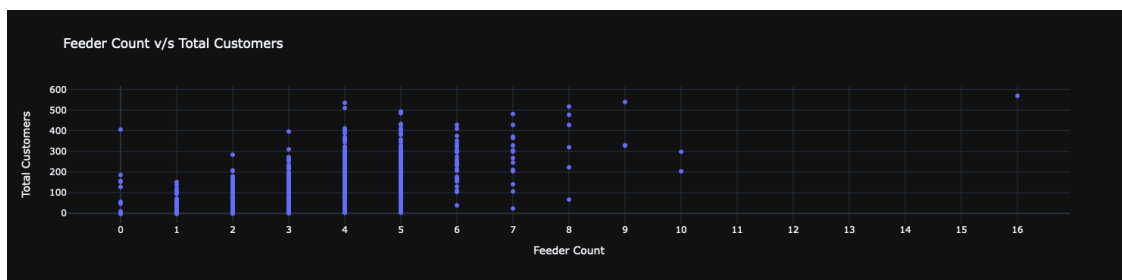 Feeder Count v/s Total Customers
600
500
400
300
200
100
0
Total Customers
0 1 2 3 4 5 6 7 8 9 10 11 12 13 14 15 16
Feeder Count